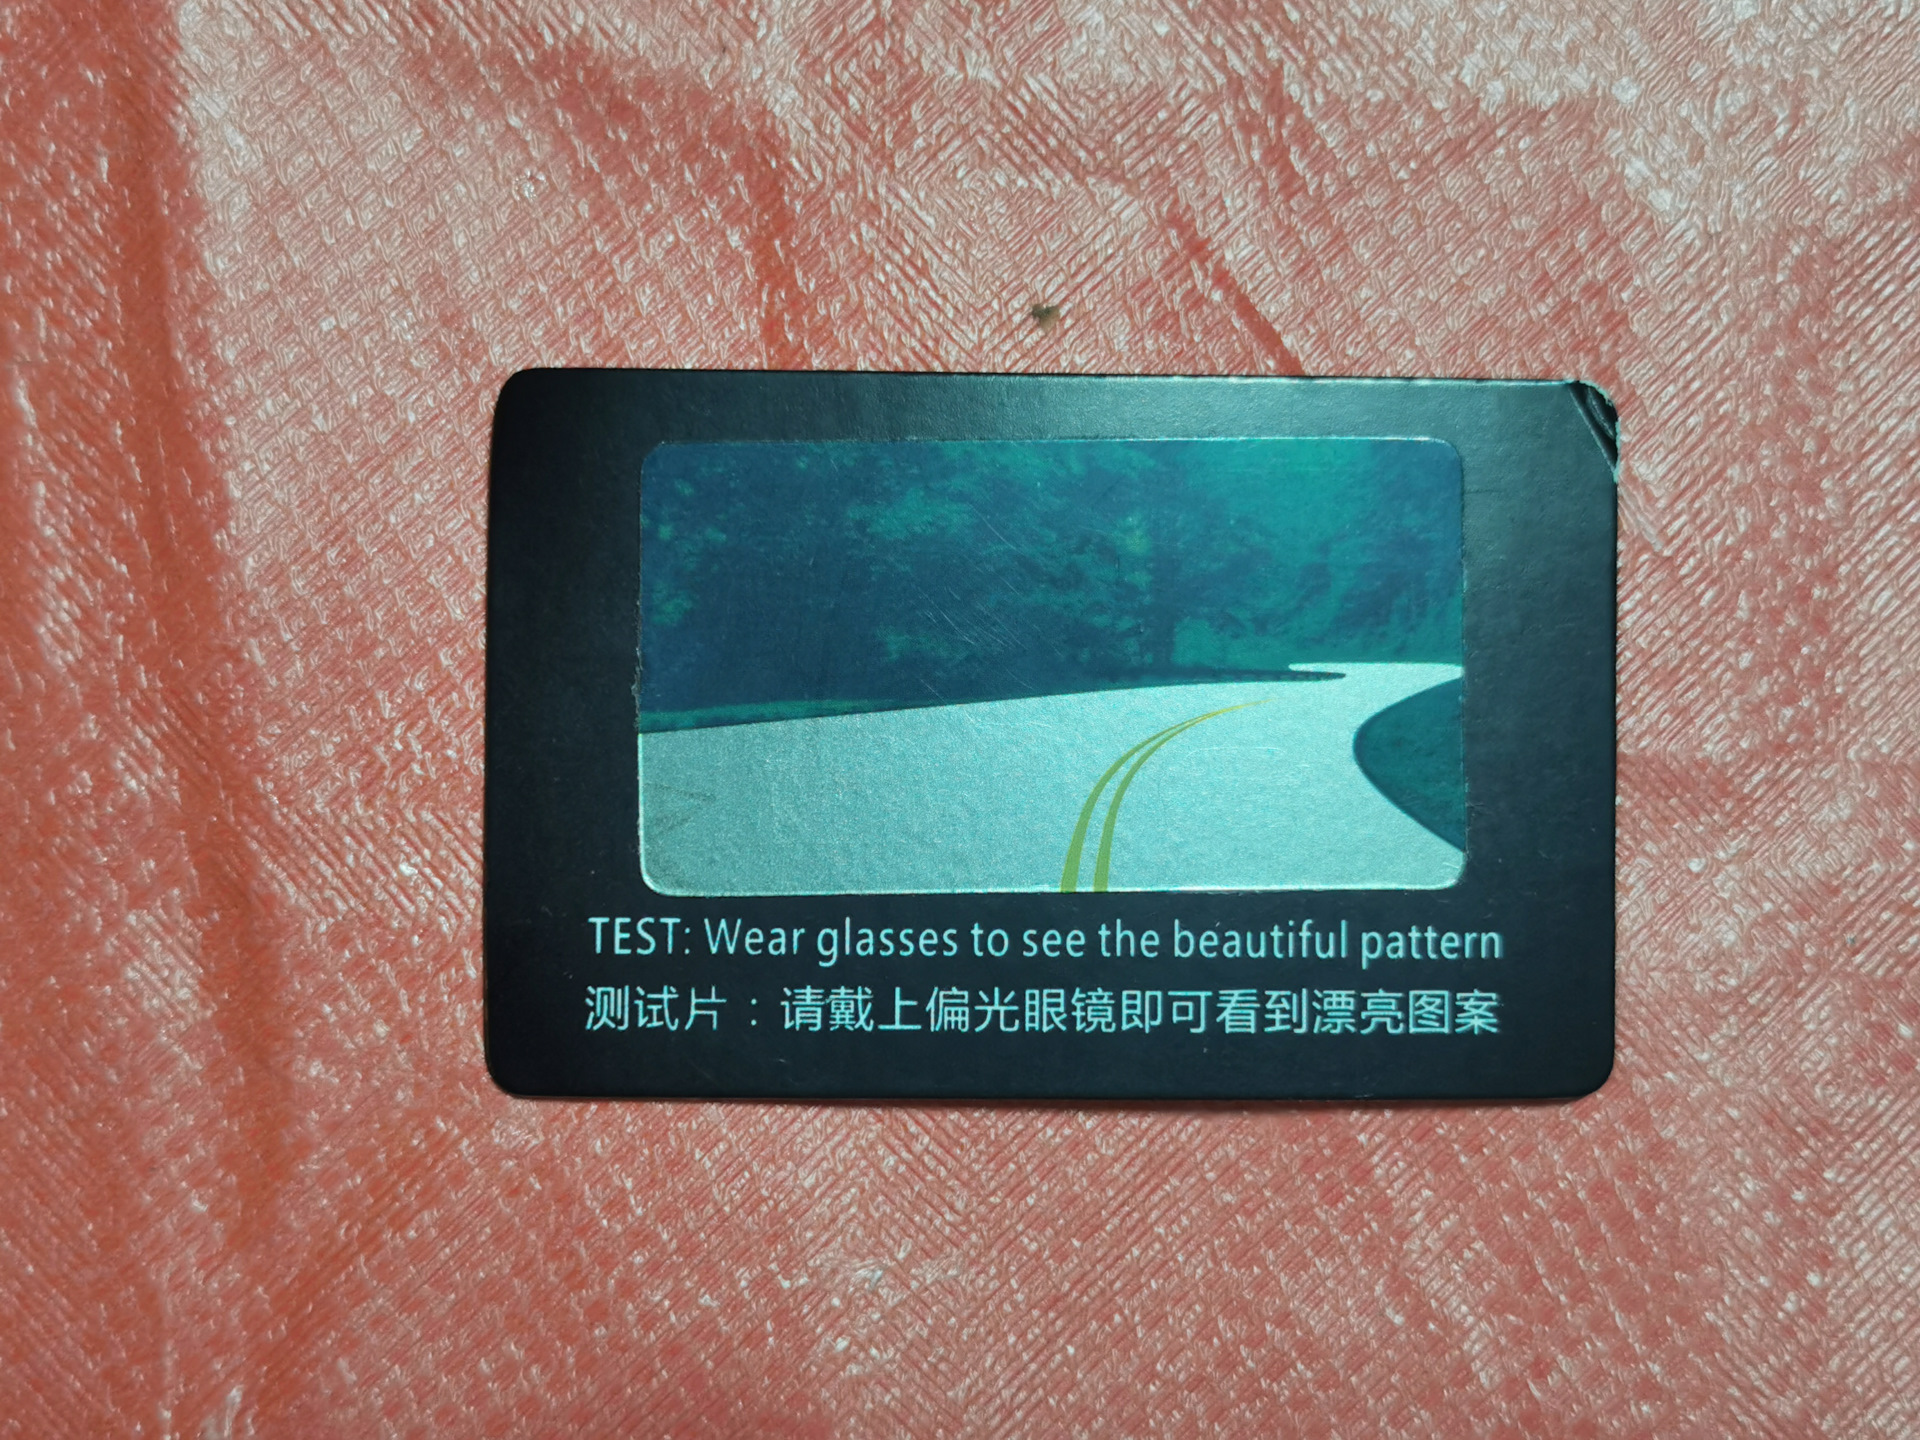 TEST: Wear glasses to see the beautiful pattern
测试片：请戴上偏光眼镜即可看到漂亮图案